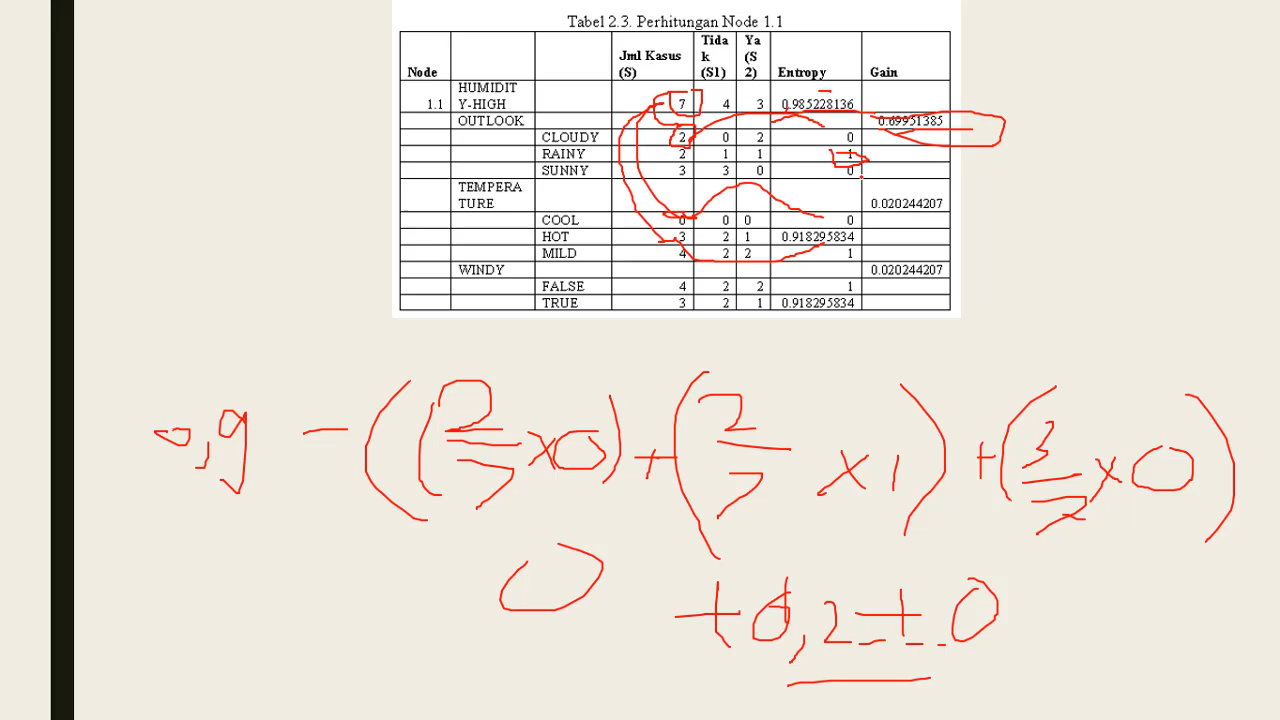 Tabel 2.3. Perhitungan Node 1.1
Node Jml Kasus (S) Tidak (S1) Ya (S2) Entropy Gain
1.1 HUMIDITY-HIGH 7 4 3 0.985228136
OUTLOOK 0.69951385
CLOUDY 2 0 2 0
RAINY 2 1 1 1
SUNNY 3 3 0 0
TEMPERATURE 0.020244207
COOL 0 0 0 0
HOT 3 2 1 0.918295834
MILD 4 2 2 1
WINDY 0.020244207
FALSE 4 2 2 1
TRUE 3 2 1 0.918295834
0,9 - ((2/7 x 0) + (2/7 x 1) + (3/7 x 0))
0 + 0,2 + 0